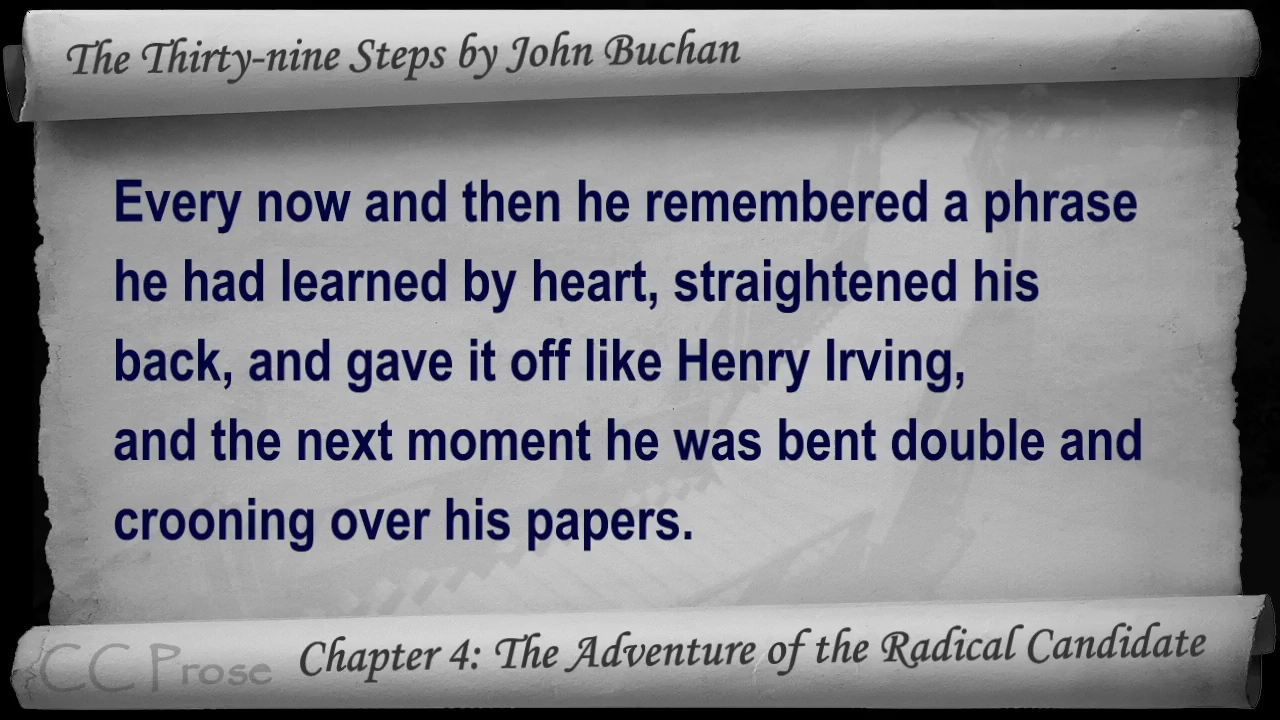 The Thirty-nine Steps by John Buchan
Every now and then he remembered a phrase
he had learned by heart, straightened his
back, and gave it off like Henry Irving,
and the next moment he was bent double and
crooning over his papers.
CC Prose
Chapter 4: The Adventure of the Radical Candidate